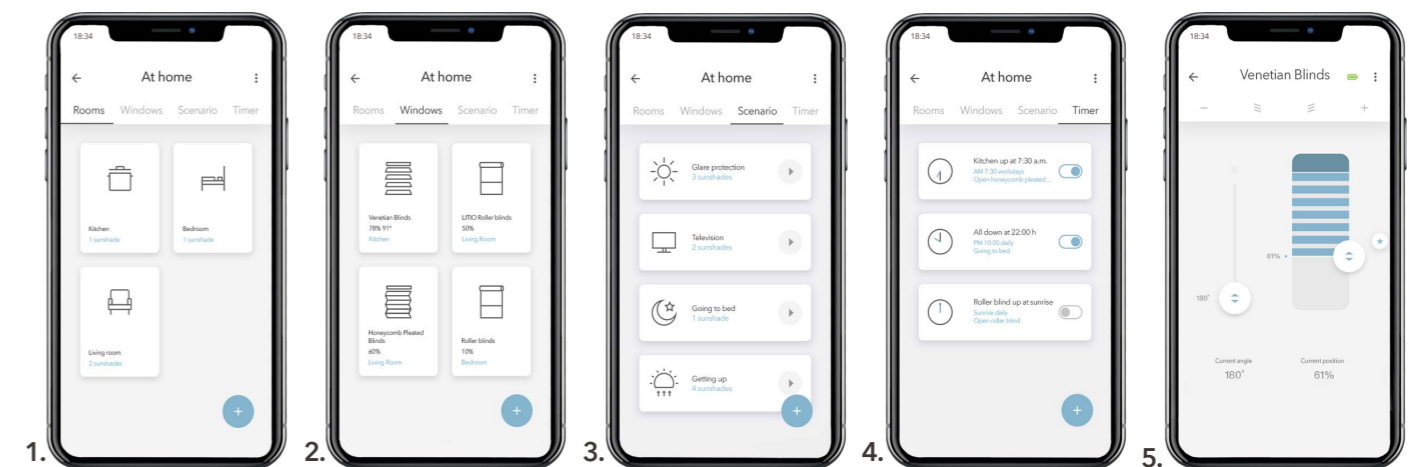 1.
18:34
At home
Rooms Windows Scenario Timer
Kitchen
1 sunshade
Bedroom
1 sunshade
Living room
2 sunshades
2.
18:34
At home
Rooms Windows Scenario Timer
Venetian Blinds
78% 91°
Kitchen
LITIO Roller blinds
50%
Living Room
Honeycomb Pleated
Blinds
60%
Living Room
Roller blinds
10%
Bedroom
3.
18:34
At home
Rooms Windows Scenario Timer
Glare protection
3 sunshades
Television
2 sunshades
Going to bed
1 sunshade
Getting up
4 sunshades
4.
18:34
At home
Rooms Windows Scenario Timer
Kitchen up at 7:30 a.m.
AM 7:30 workdays
Open honeycomb pleated ...
All down at 22:00 h
PM 10:00 daily
Going to bed
Roller blind up at sunrise
Sunrise daily
Open roller blind
5.
18:34
Venetian Blinds
61%
180°
Current angle
180°
Current position
61%